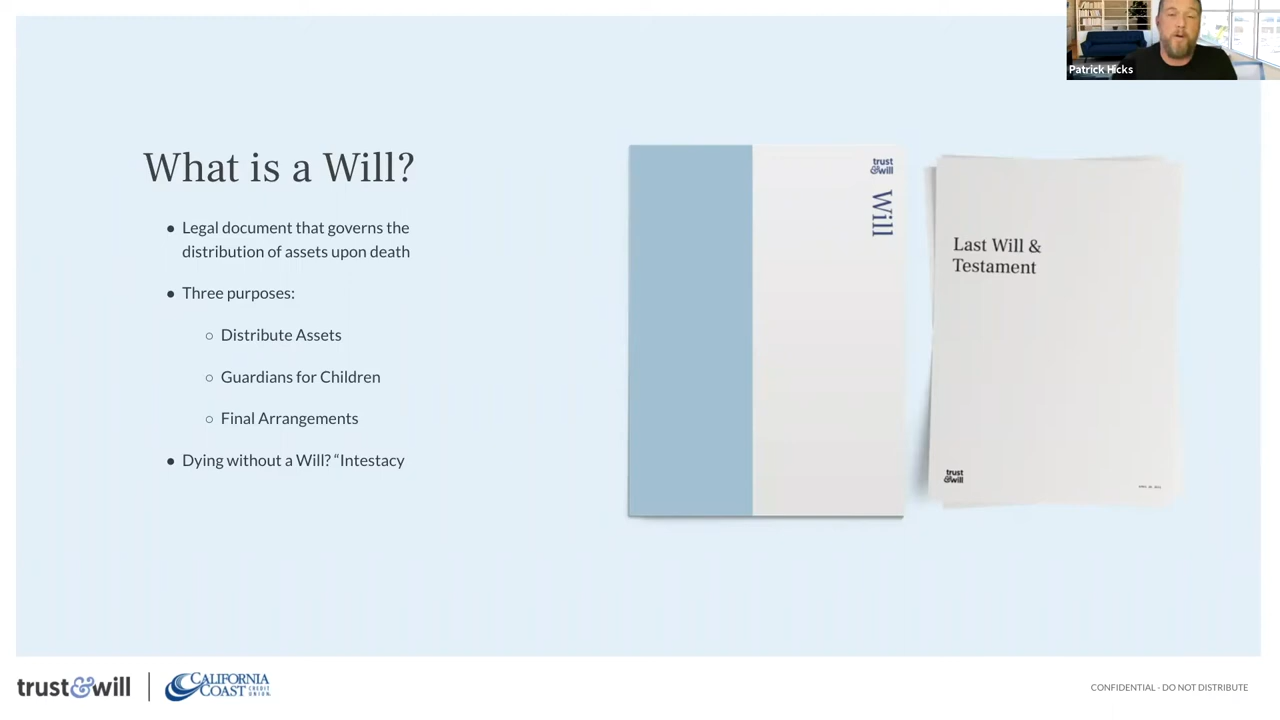 Patrick Hicks
What is a Will?
● Legal document that governs the
distribution of assets upon death
● Three purposes:
○ Distribute Assets
○ Guardians for Children
○ Final Arrangements
● Dying without a Will? “Intestacy
trust
&will
Will
Last Will &
Testament
trust
&will
trust&will
CALIFORNIA
COAST CREDIT
UNION
CONFIDENTIAL - DO NOT DISTRIBUTE